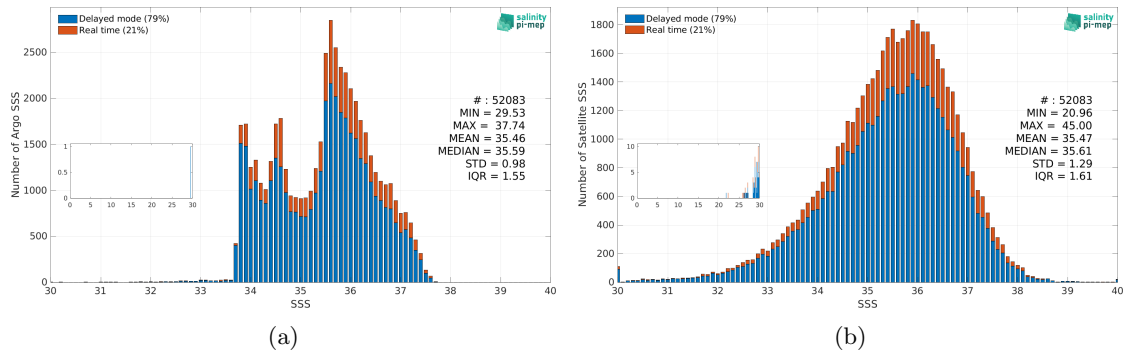 Delayed mode (79%)
Real time (21%)
salinity
pi-mep
Number of Argo SSS
2500
2000
1500
1000
500
0
# : 52083
MIN = 29.53
MAX = 37.74
MEAN = 35.46
MEDIAN = 35.59
STD = 0.98
IQR = 1.55
1
0.5
0
0 5 10 15 20 25 30
30 31 32 33 34 35 36 37 38 39 40
SSS
(a)
Delayed mode (79%)
Real time (21%)
salinity
pi-mep
Number of Satellite SSS
1800
1600
1400
1200
1000
800
600
400
200
0
# : 52083
MIN = 20.96
MAX = 45.00
MEAN = 35.47
MEDIAN = 35.61
STD = 1.29
IQR = 1.61
10
5
0
0 5 10 15 20 25 30
30 31 32 33 34 35 36 37 38 39 40
SSS
(b)